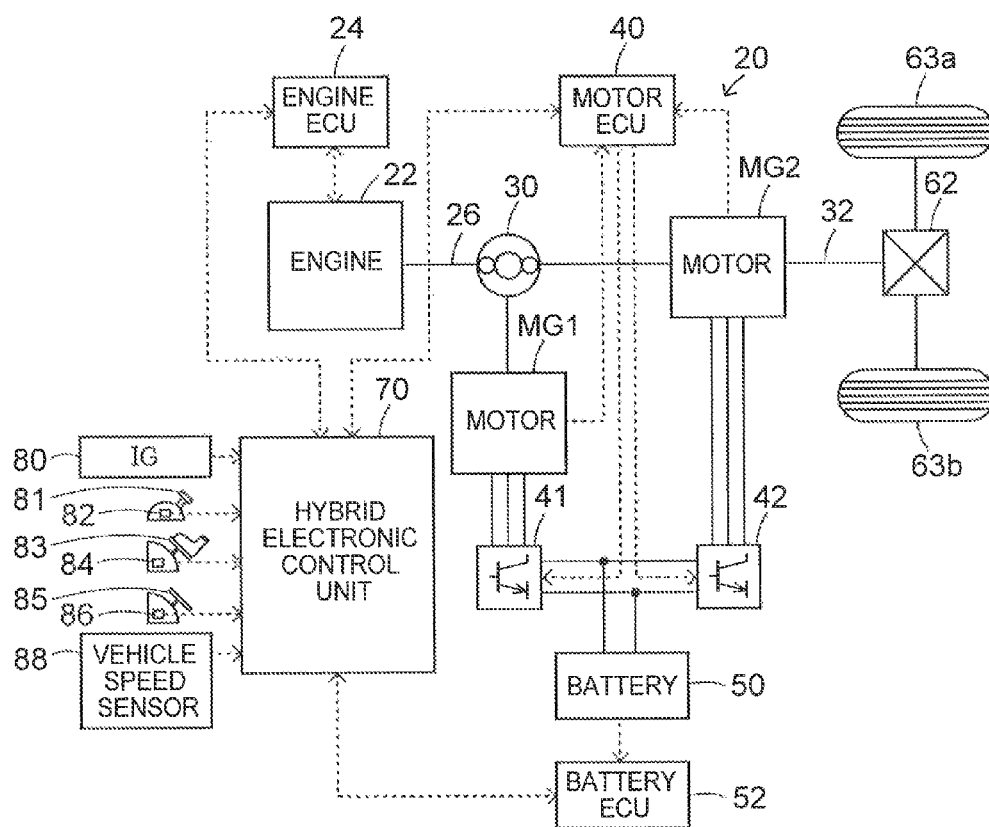 24
40
20
63a
ENGINE
ECU
MOTOR
ECU
22
30
MG2
62
26
32
ENGINE
MOTOR
MG1
70
MOTOR
63b
80
IG
81
82
83
84
85
86
88
VEHICLE
SPEED
SENSOR
HYBRID
ELECTRONIC
CONTROL
UNIT
41
42
BATTERY
50
BATTERY
ECU
52